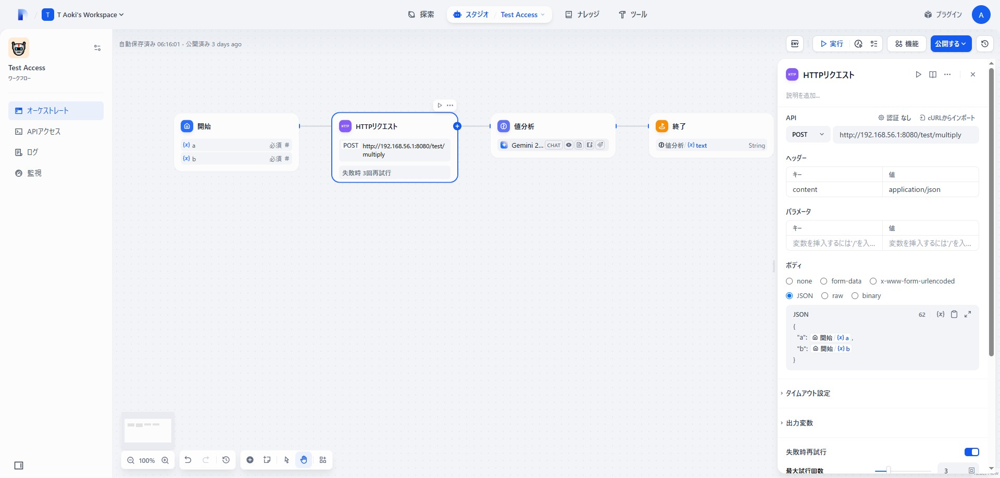 T T Aoki's Workspace
探索
スタジオ / Test Access
ナレッジ
ツール
プラグイン
A
Test Access
ワークフロー
オーケストレート
APIアクセス
ログ
監視
自動保存済み 06:16:01 · 公開済み 3 days ago
ENV
実行
機能
公開する
開始
{x} a 必須 #
{x} b 必須 #
HTTP HTTPリクエスト
POST http://192.168.56.1:8080/test/
multiply
失敗時 3回再試行
値分析
Gemini 2... CHAT
終了
値分析 / {x} text String
100%
HTTP HTTPリクエスト
説明を追加...
API 認証 なし cURLからインポート
POST http://192.168.56.1:8080/test/multiply
ヘッダー
キー 値
content application/json
パラメータ
キー 値
変数を挿入するには'/'を入... 変数を挿入するには'/'を入...
ボディ
none form-data x-www-form-urlencoded
JSON raw binary
JSON 62 {x}
{
"a": 開始 / {x} a ,
"b": 開始 / {x} b
}
タイムアウト設定
出力変数
失敗時再試行
最大試行回数 3 回
React Flow